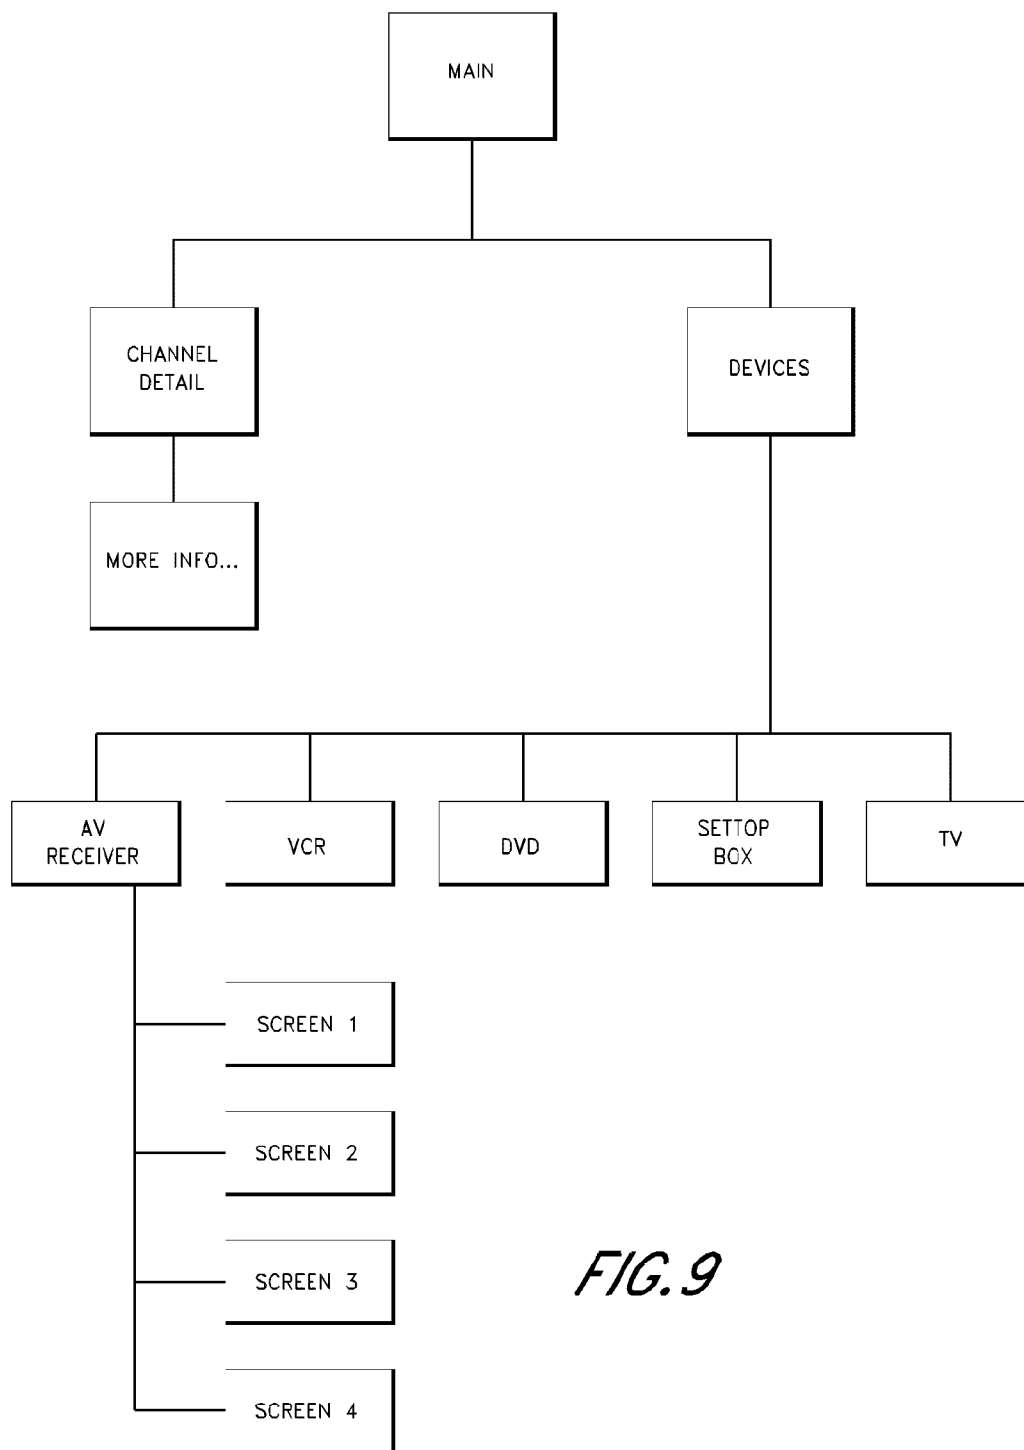 MAIN
CHANNEL
DETAIL
DEVICES
MORE INFO...
AV
RECEIVER
VCR
DVD
SETTOP
BOX
TV
SCREEN 1
SCREEN 2
SCREEN 3
FIG. 9
SCREEN 4